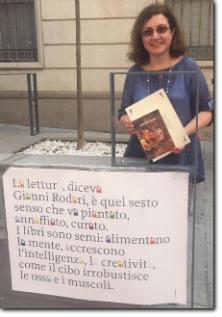 La lettura, diceva
Gianni Rodari, è quel sesto
senso che va piantato,
annaffiato, curato.
I libri sono semi: alimentano
la mente, accrescono
l'intelligenza, la creatività,
come il cibo irrobustisce
le ossa e i muscoli.